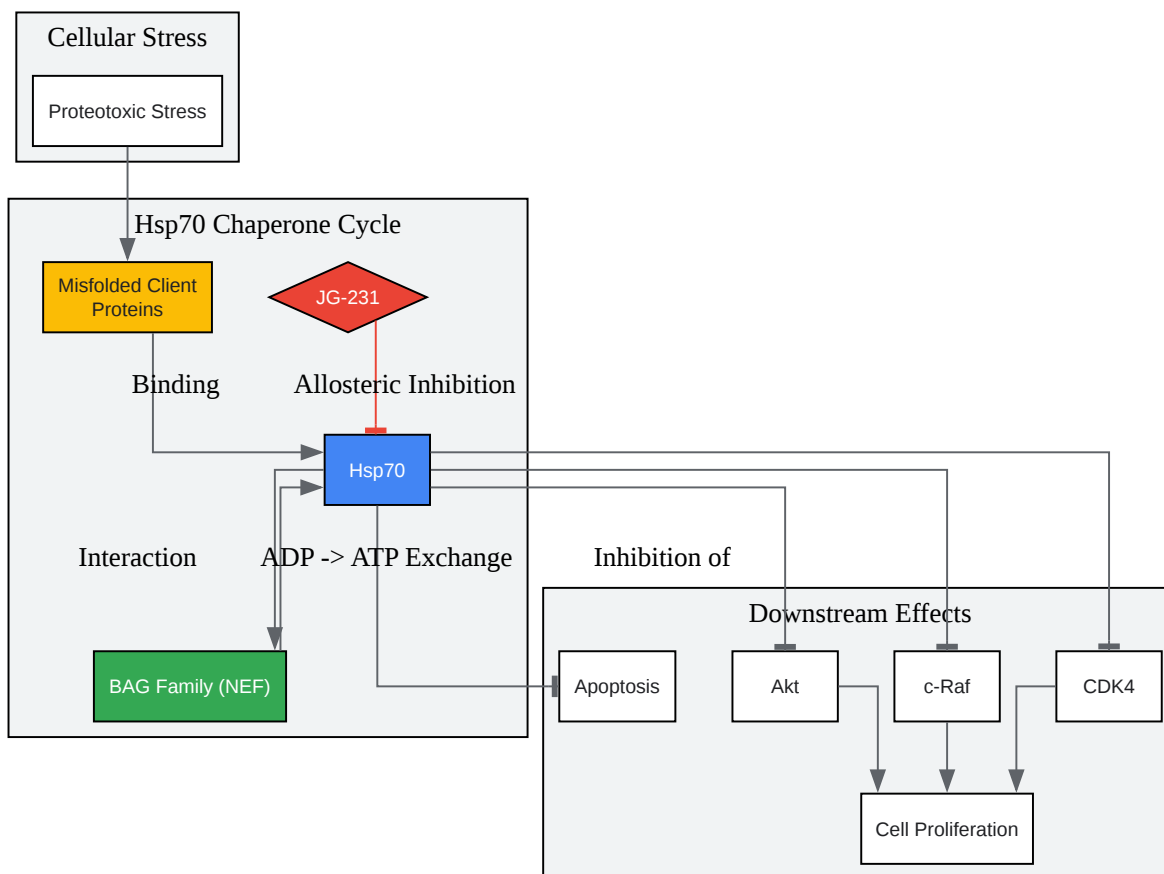 Cellular Stress
Proteotoxic Stress
Hsp70 Chaperone Cycle
Misfolded Client
Proteins
JG-231
Binding
Allosteric Inhibition
Hsp70
Interaction
ADP -> ATP Exchange
Inhibition of
Downstream Effects
BAG Family (NEF)
Apoptosis
Akt
c-Raf
CDK4
Cell Proliferation